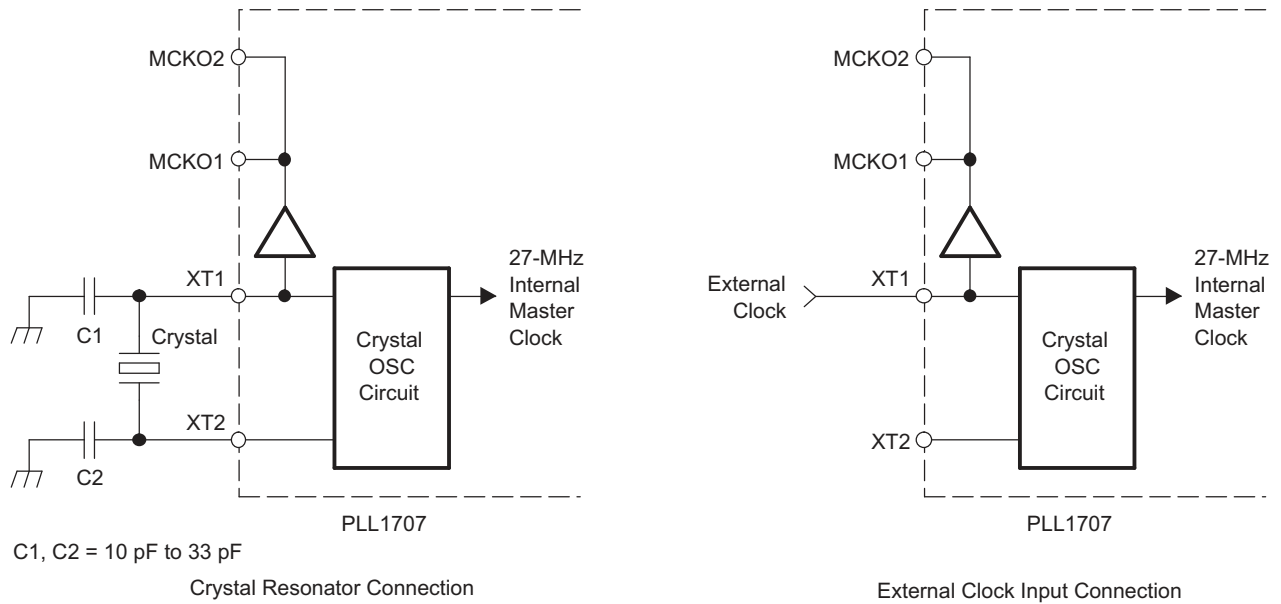 MCKO2
MCKO1
XT1
C1
Crystal
XT2
C2
Crystal
OSC
Circuit
27-MHz
Internal
Master
Clock
PLL1707
C1, C2 = 10 pF to 33 pF
Crystal Resonator Connection
MCKO2
MCKO1
External
Clock
XT1
XT2
Crystal
OSC
Circuit
27-MHz
Internal
Master
Clock
PLL1707
External Clock Input Connection